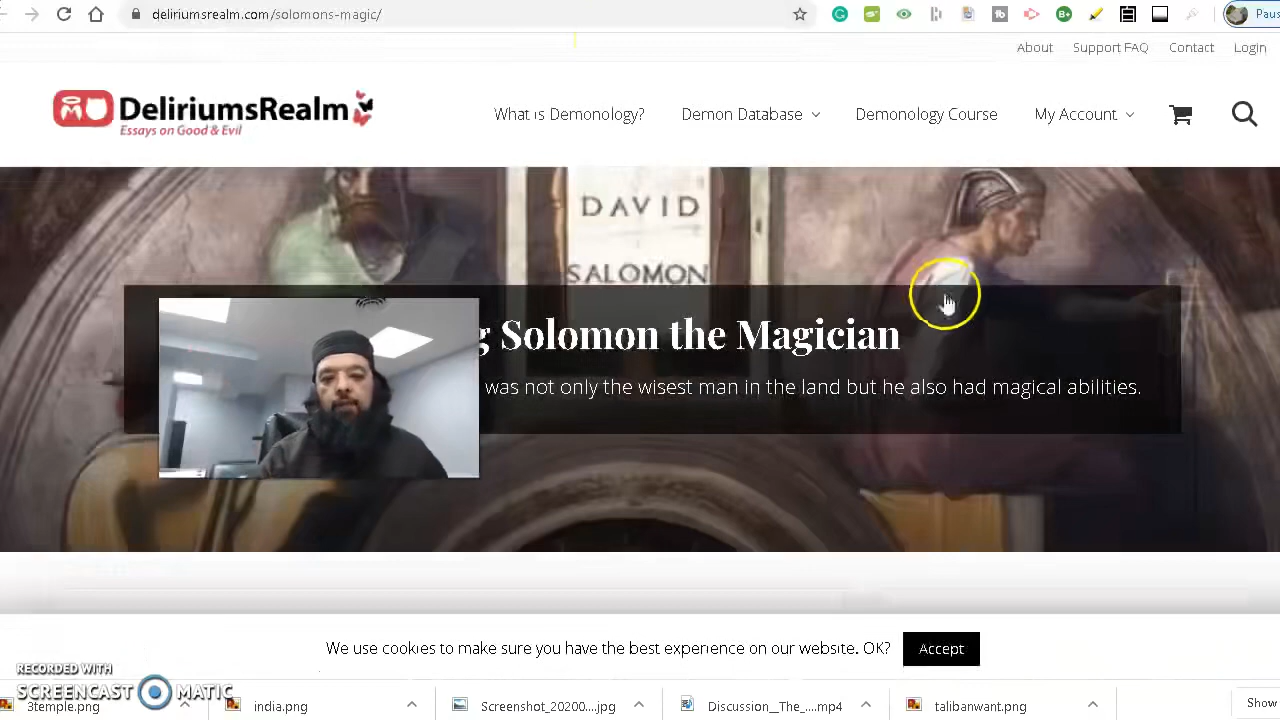 deliriumsrealm.com/solomons-magic/
Paus
About Support FAQ Contact Login
DeliriumsRealm
Essays on Good & Evil
What is Demonology? Demon Database Demonology Course My Account
DAVID
SALOMON
g Solomon the Magician
was not only the wisest man in the land but he also had magical abilities.
We use cookies to make sure you have the best experience on our website. OK? Accept
RECORDED WITH
SCREENCAST MATIC
3temple.png india.png Screenshot_20200....jpg Discussion__The_....mp4 talibanwant.png Show